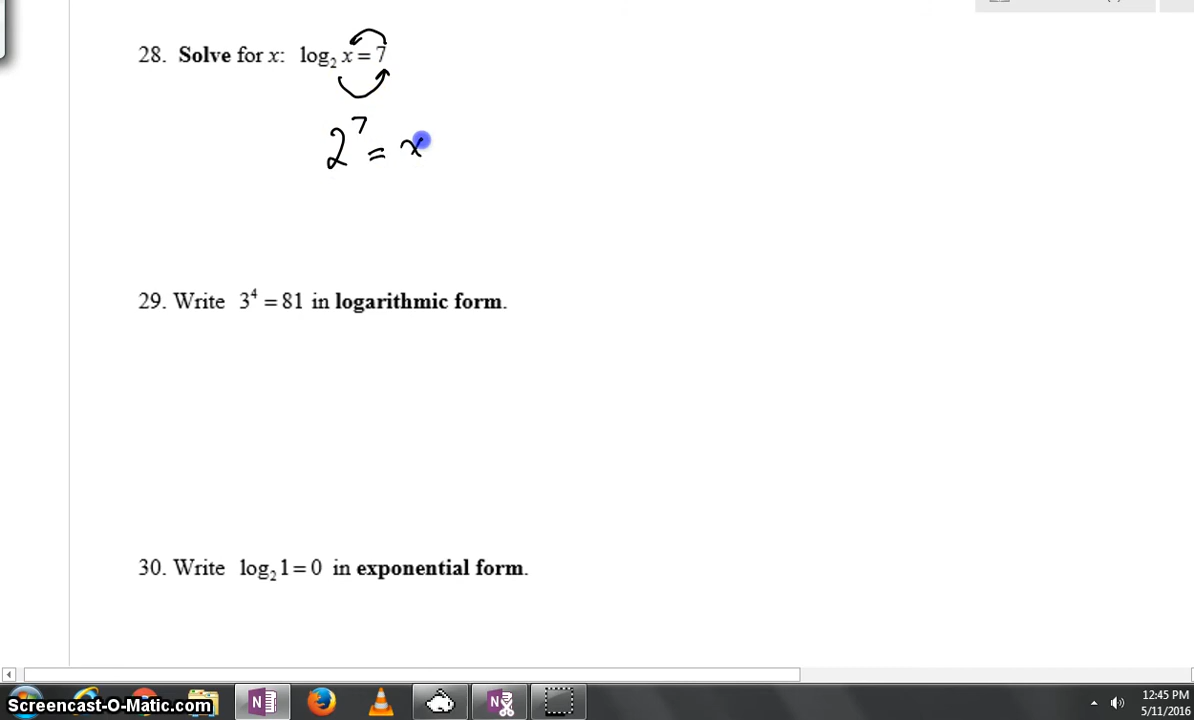 28. Solve for x: log₂ x = 7
2⁷ = x
29. Write 3⁴ = 81 in logarithmic form.
30. Write log₂ 1 = 0 in exponential form.
Screencast-O-Matic.com
12:45 PM
5/11/2016